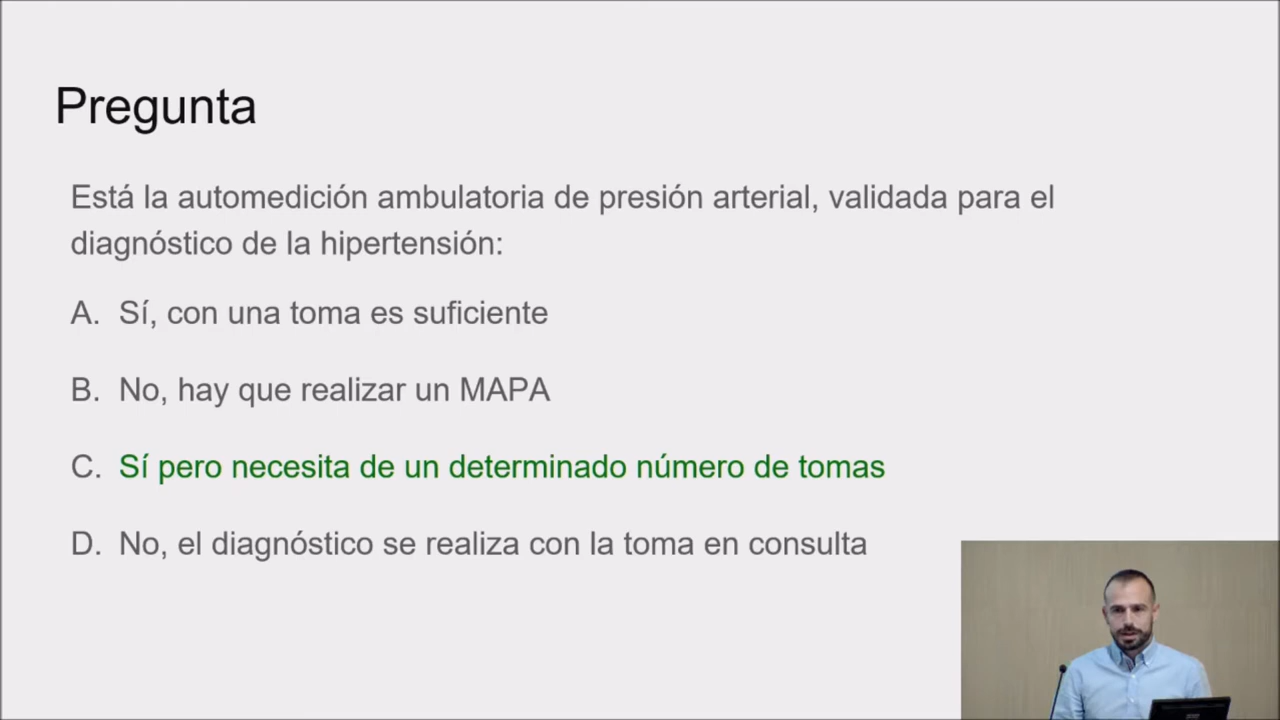 Pregunta
Está la automedición ambulatoria de presión arterial, validada para el
diagnóstico de la hipertensión:
A. Sí, con una toma es suficiente
B. No, hay que realizar un MAPA
C. Sí pero necesita de un determinado número de tomas
D. No, el diagnóstico se realiza con la toma en consulta